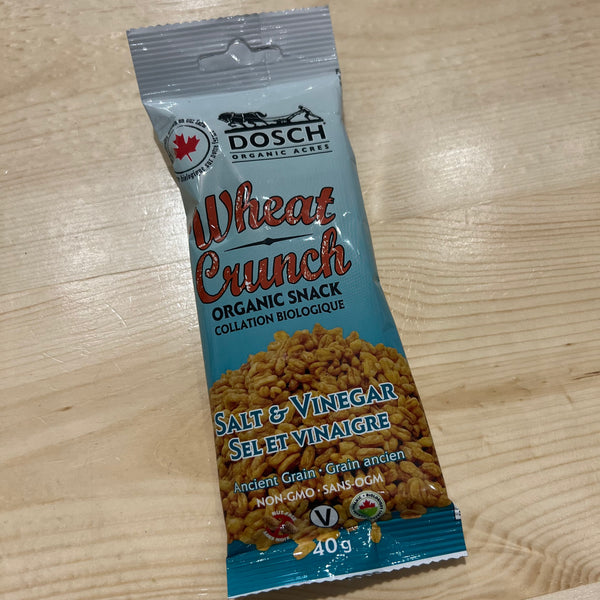 DOSCH
ORGANIC ACRES
Wheat
Crunch
ORGANIC SNACK
COLLATION BIOLOGIQUE
SALT & VINEGAR
SEL ET VINAIGRE
Ancient Grain · Grain ancien
NON-GMO · SANS-OGM
V
40 g